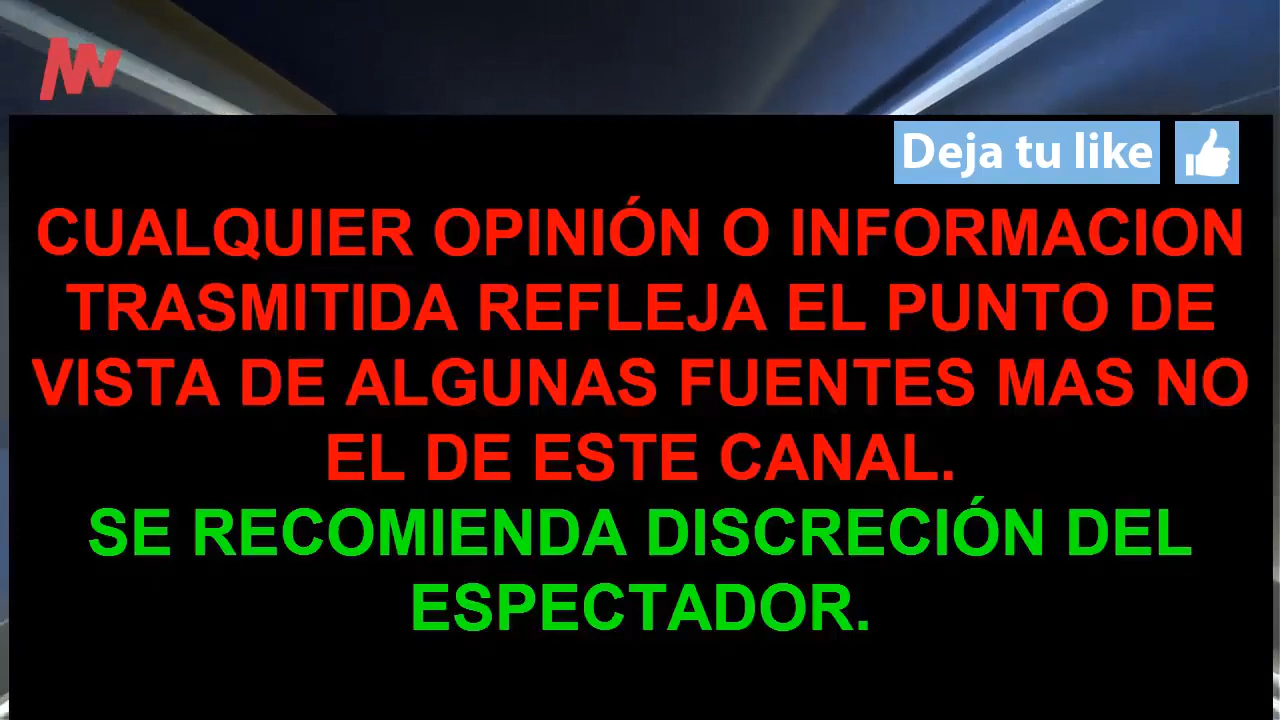 Deja tu like
CUALQUIER OPINIÓN O INFORMACION
TRASMITIDA REFLEJA EL PUNTO DE
VISTA DE ALGUNAS FUENTES MAS NO
EL DE ESTE CANAL.
SE RECOMIENDA DISCRECIÓN DEL
ESPECTADOR.